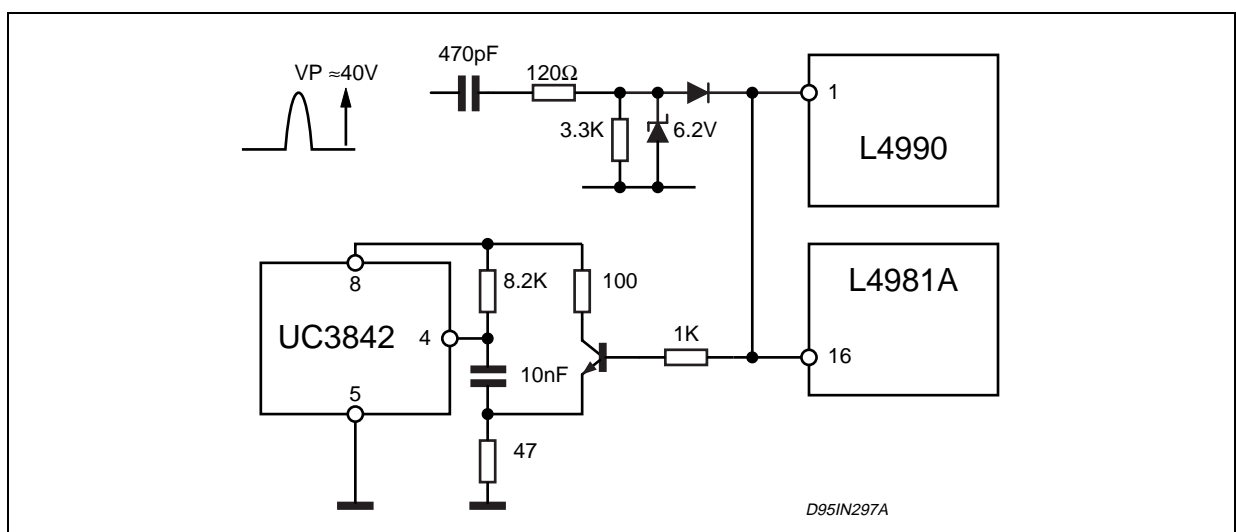 470pF
VP ≈40V
120Ω
3.3K
6.2V
1
L4990
8
8.2K
100
L4981A
UC3842
4
1K
16
10nF
5
47
D95IN297A